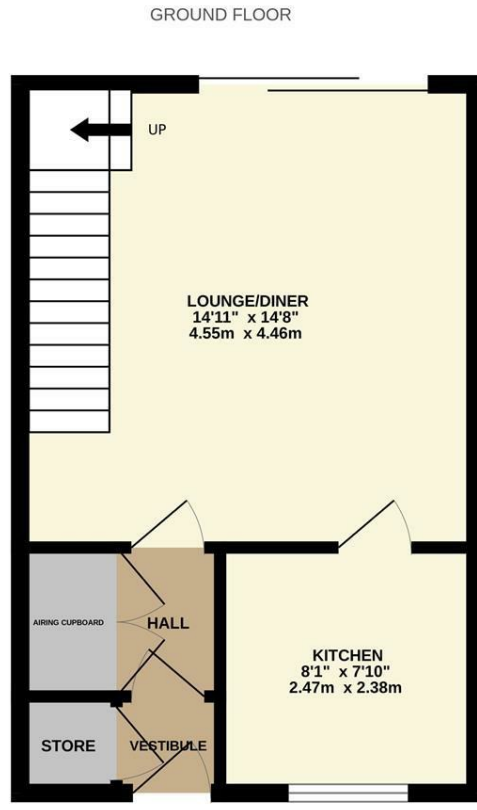 GROUND FLOOR
UP
LOUNGE/DINER
14'11" x 14'8"
4.55m x 4.46m
AIRING CUPBOARD
HALL
KITCHEN
8'1" x 7'10"
2.47m x 2.38m
STORE
VESTIBULE